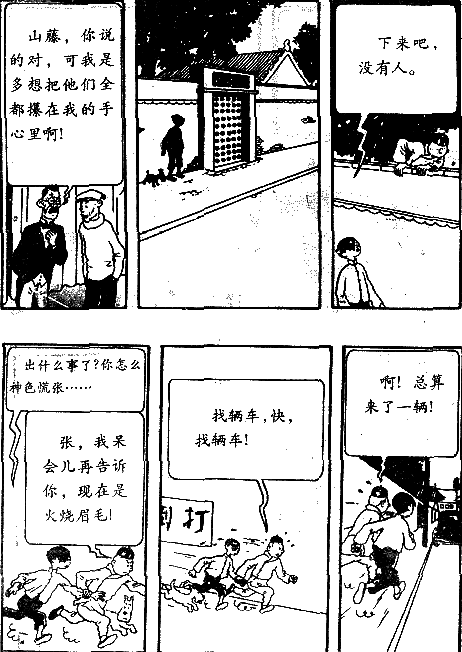 山藤，你说
的对，可我是
多想把他们全
都攥在我的手
心里啊！
下来吧，
没有人。
出什么事了？你怎么
神色慌张……
张，我呆
会儿再告诉
你，现在是
火烧眉毛！
找辆车，快，
找辆车！
打
啊！总算
来了一辆！